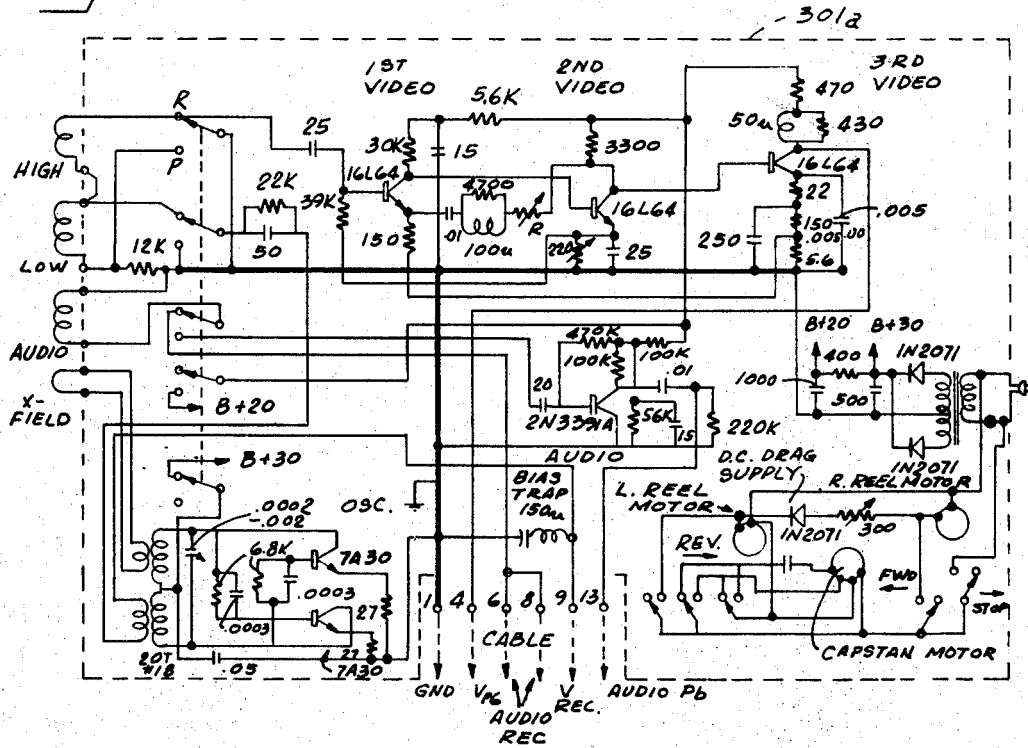 301a
1ST VIDEO
2ND VIDEO
3RD VIDEO
R
P
HIGH
LOW
AUDIO
X-FIELD
25
30K
15
5.6K
3300
470
50u
430
16L64
16L64
16L64
22K
50
39K
12K
150
4700
.01
100u
R
220
25
250
22
150
.005
.005
5.6
470K
100K
100K
.01
20
2N3391A
56K
15
220K
AUDIO
B+20
B+30
400
1000
500
1N2071
1N2071
B+20
B+30
OSC.
.0002
-.002
6.8K
7A30
.0003
.0003
27
27
7A30
20T
#18
.05
BIAS TRAP
150u
D.C. DRAG SUPPLY
L. REEL MOTOR
R. REEL MOTOR
1N2071
300
REV.
FWD
STOP
CAPSTAN MOTOR
1
4
6
8
9
13
CABLE
GND
VPB
AUDIO REC
V REC.
AUDIO Pb